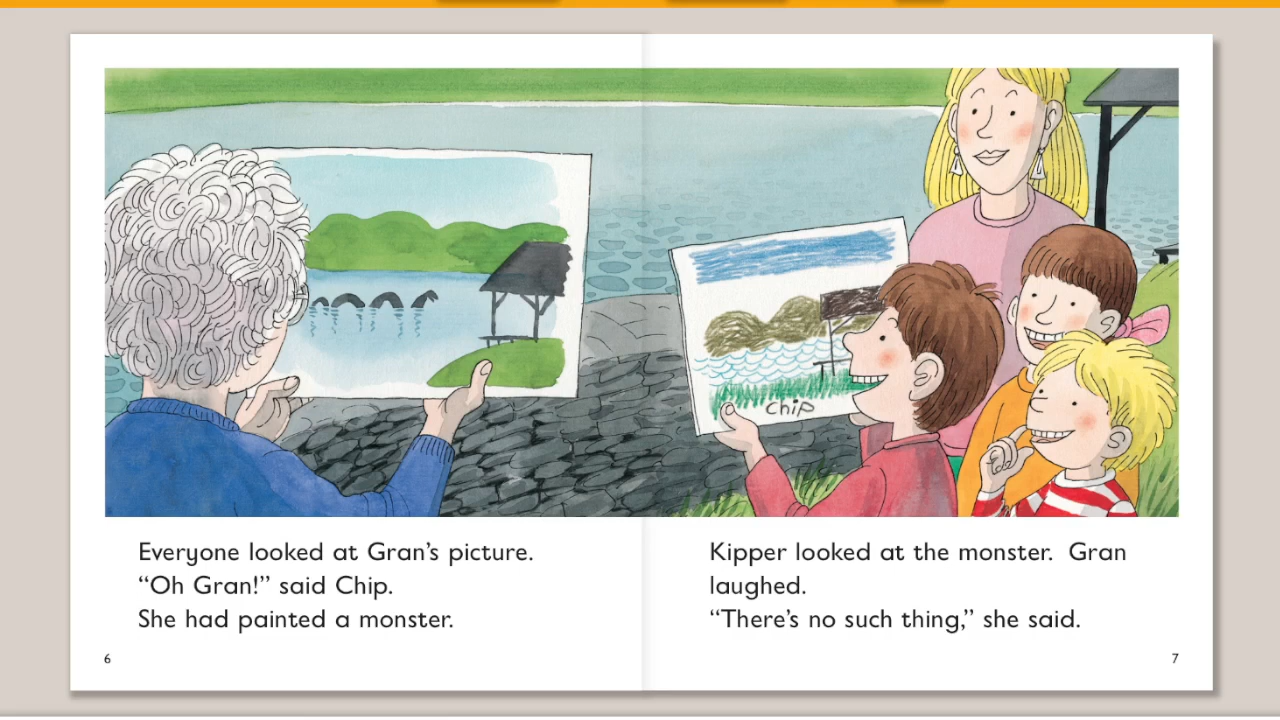 Chip
Everyone looked at Gran's picture.
“Oh Gran!” said Chip.
She had painted a monster.
6
Kipper looked at the monster.  Gran
laughed.
“There's no such thing,” she said.
7